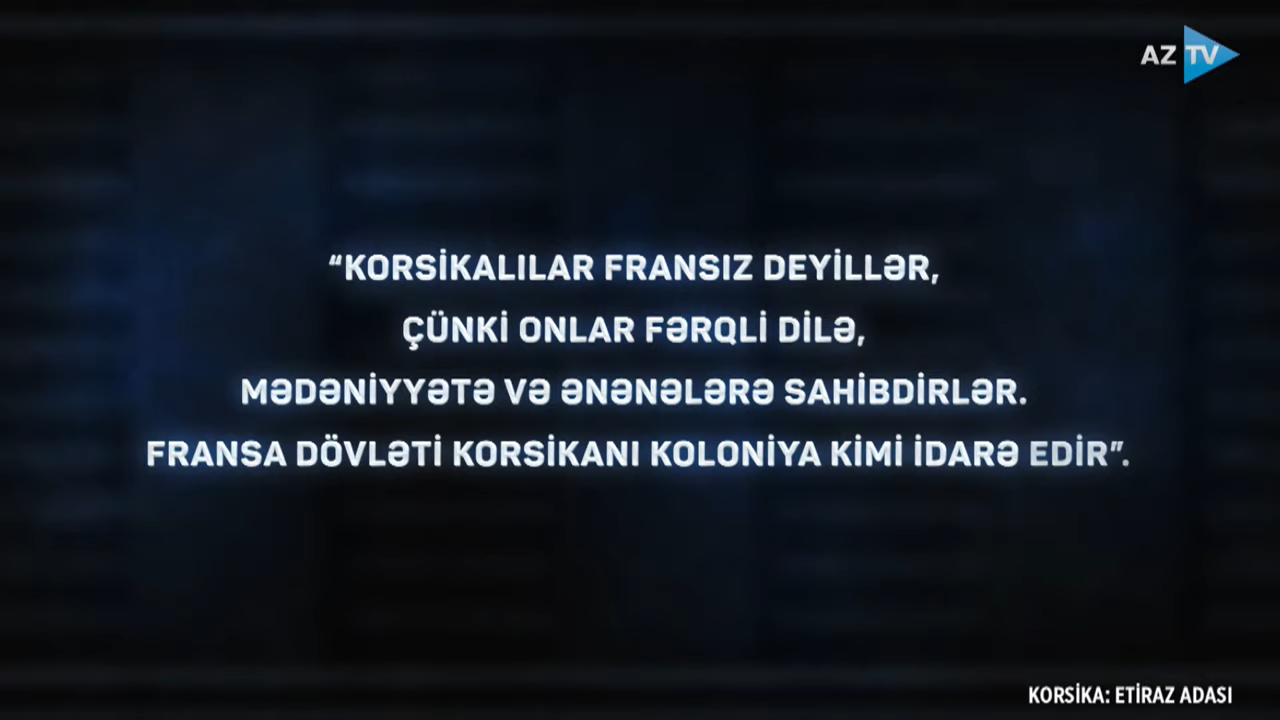 AZ TV
“KORSİKALILAR FRANSIZ DEYİLLƏR,
ÇÜNKİ ONLAR FƏRQLİ DİLƏ,
MƏDƏNİYYƏTƏ VƏ ƏNƏNƏLƏRƏ SAHİBDİRLƏR.
FRANSA DÖVLƏTİ KORSİKANI KOLONİYA KİMİ İDARƏ EDİR”.
KORSİKA: ETİRAZ ADASI